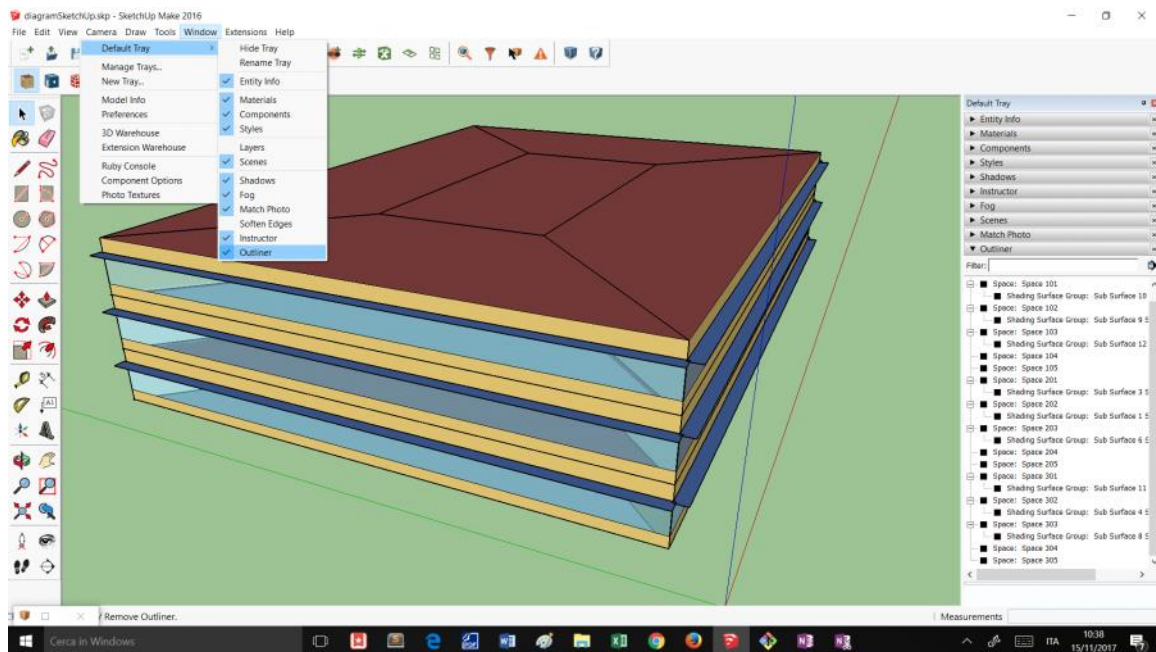 diagramSketchUp.skp - SketchUp Make 2016
File Edit View Camera Draw Tools Window Extensions Help
Default Tray
Manage Trays...
New Tray...
Model Info
Preferences
3D Warehouse
Extension Warehouse
Ruby Console
Component Options
Photo Textures
Hide Tray
Rename Tray
Entity Info
Materials
Components
Styles
Layers
Scenes
Shadows
Fog
Match Photo
Soften Edges
Instructor
Outliner
Default Tray
Entity Info
Materials
Components
Styles
Shadows
Instructor
Fog
Scenes
Match Photo
Outliner
Filter:
Space: Space 101
Shading Surface Group: Sub Surface 10
Space: Space 102
Shading Surface Group: Sub Surface 9 S
Space: Space 103
Shading Surface Group: Sub Surface 12
Space: Space 104
Space: Space 105
Space: Space 201
Shading Surface Group: Sub Surface 3 S
Space: Space 202
Shading Surface Group: Sub Surface 1 S
Space: Space 203
Shading Surface Group: Sub Surface 6 S
Space: Space 204
Space: Space 205
Space: Space 301
Shading Surface Group: Sub Surface 11
Space: Space 302
Shading Surface Group: Sub Surface 4 S
Space: Space 303
Shading Surface Group: Sub Surface 8 S
Space: Space 304
Space: Space 305
/ Remove Outliner.
Measurements
Cerca in Windows
ITA
10:38
15/11/2017